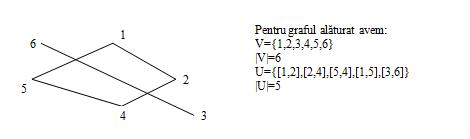 1
6
2
5
4
3
Pentru graful alăturat avem:
V={1,2,3,4,5,6}
|V|=6
U={[1,2],[2,4],[5,4],[1,5],[3,6]}
|U|=5